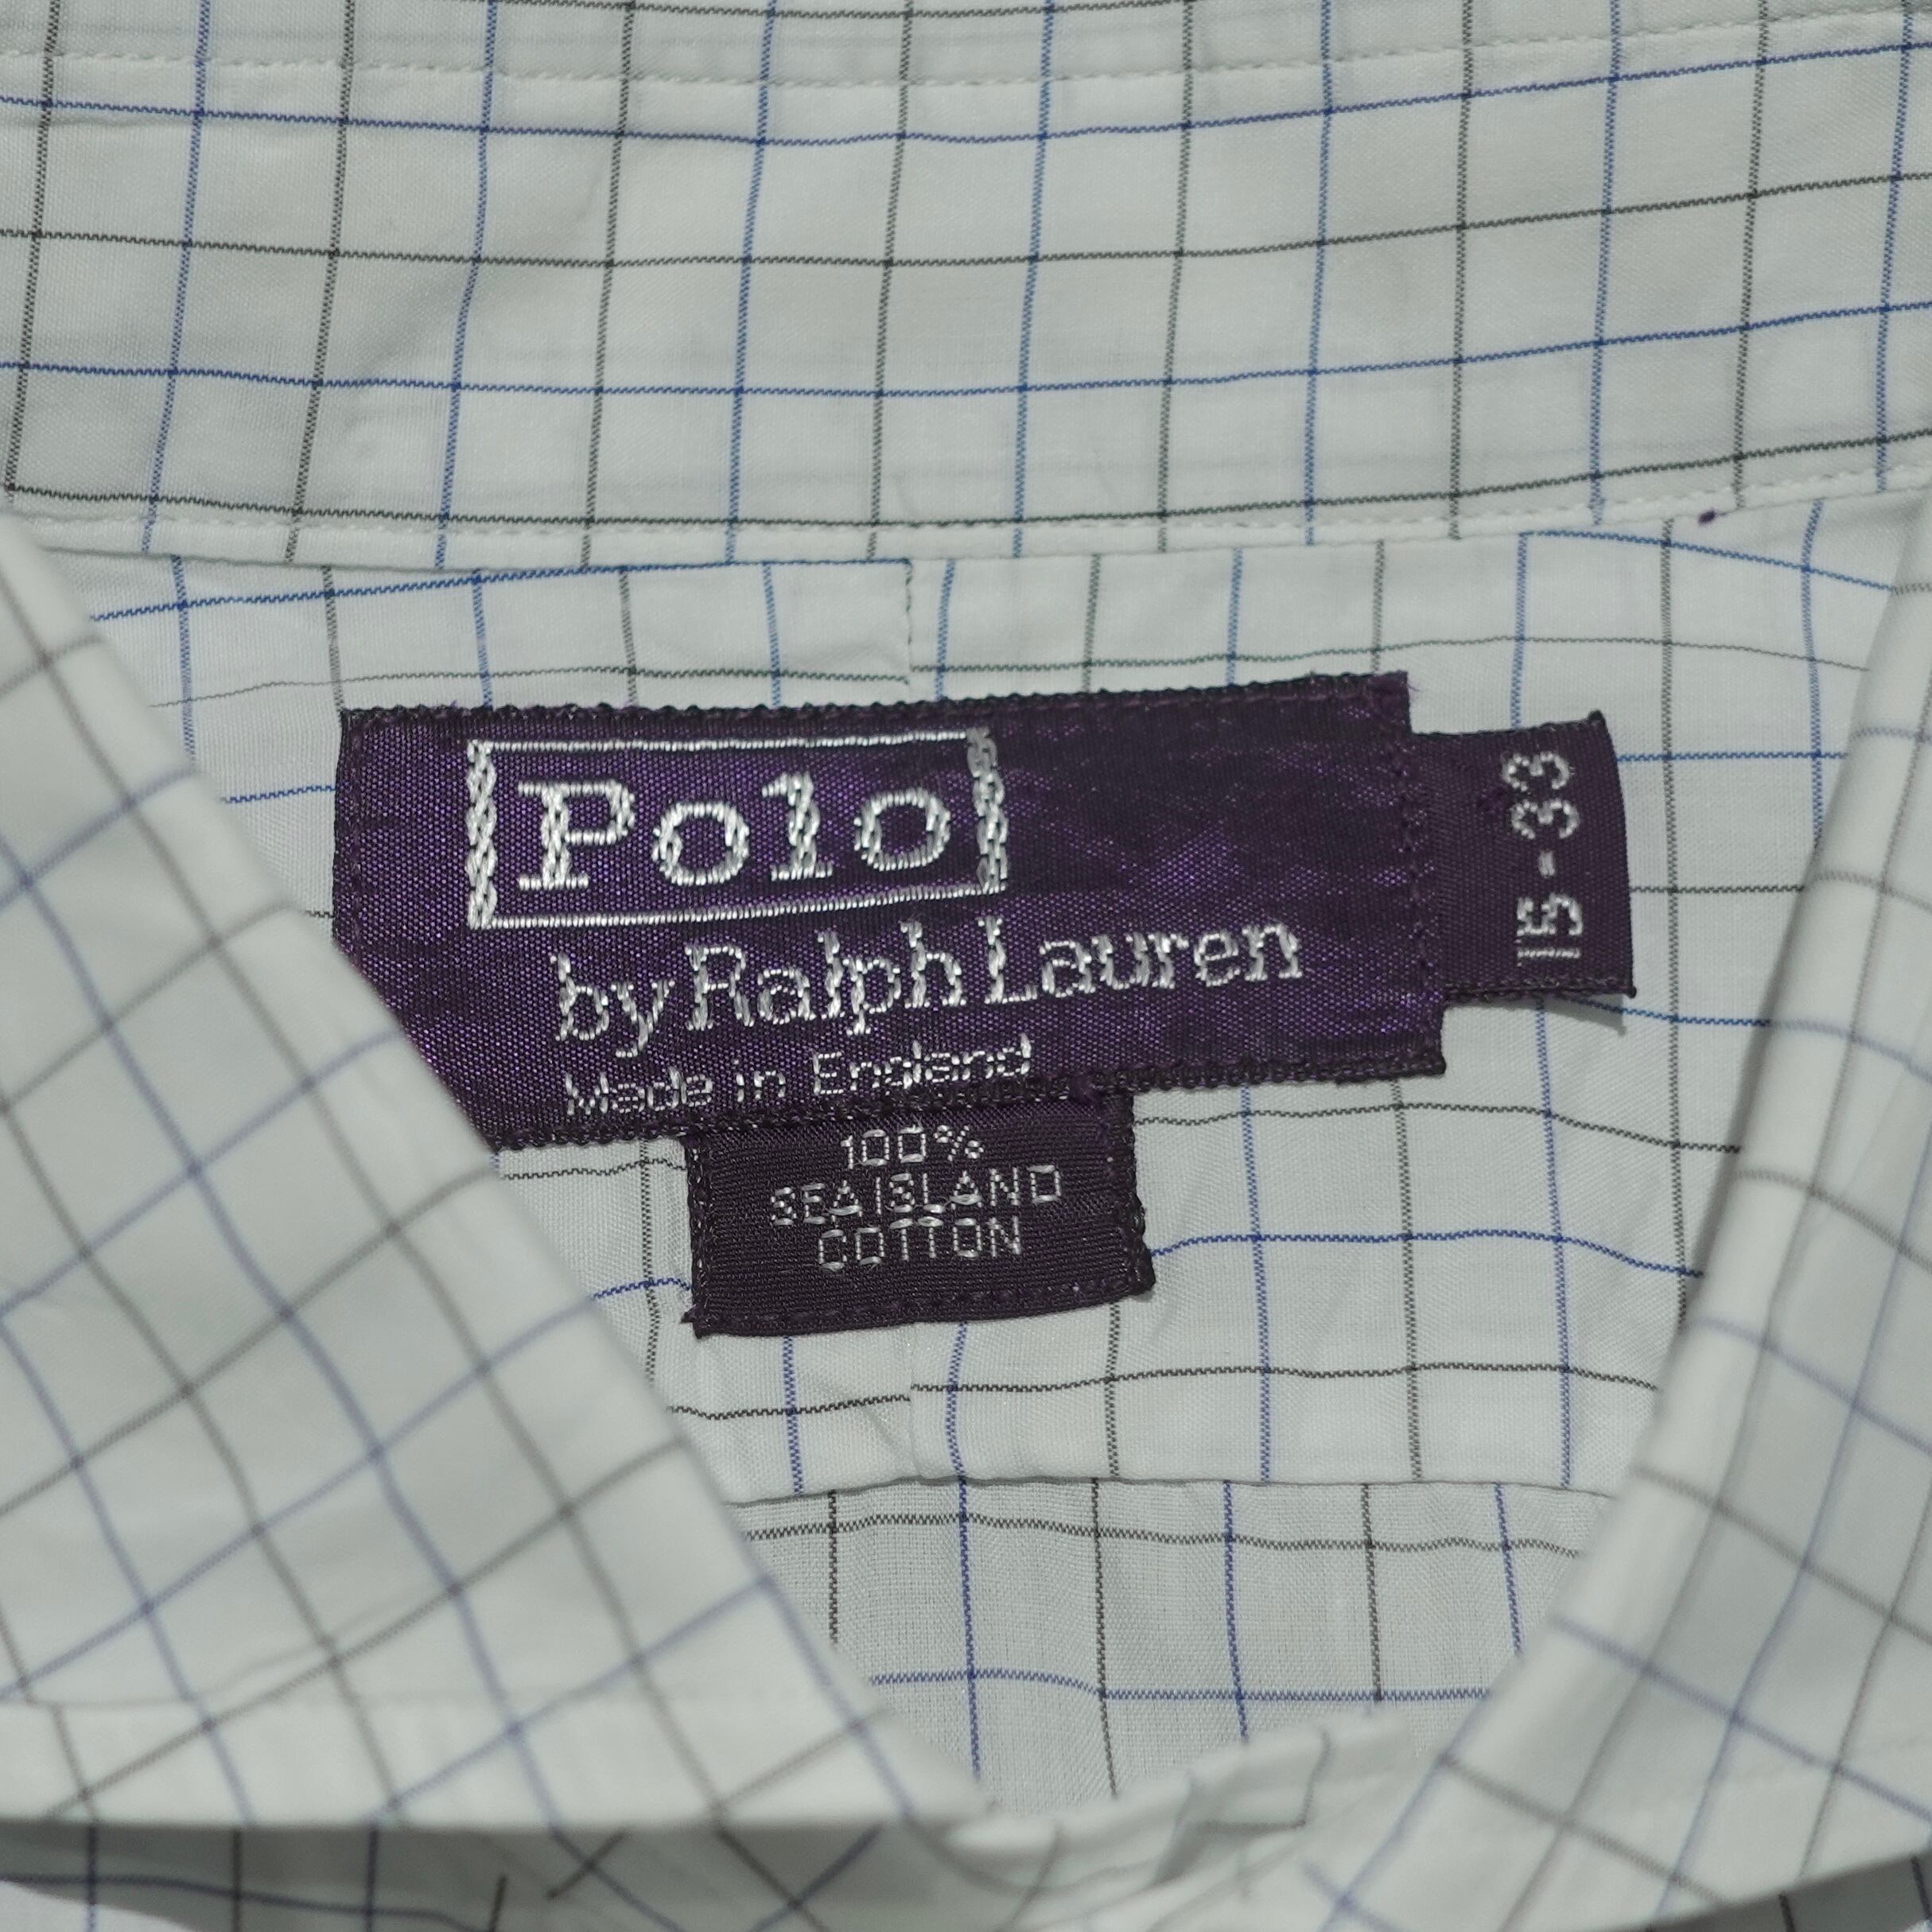 Polo
by Ralph Lauren
Made in England
100%
SEA ISLAND
COTTON
15-33